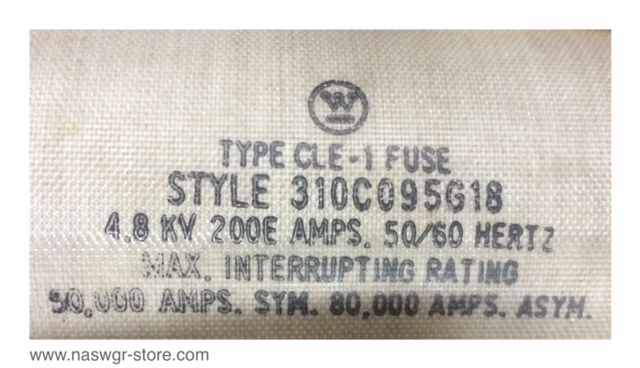 W
TYPE CLE-1 FUSE
STYLE 310C095G18
4.8 KV 200E AMPS. 50/60 HERTZ
MAX. INTERRUPTING RATING
50,000 AMPS. SYM. 80,000 AMPS. ASYM.
www.naswgr-store.com